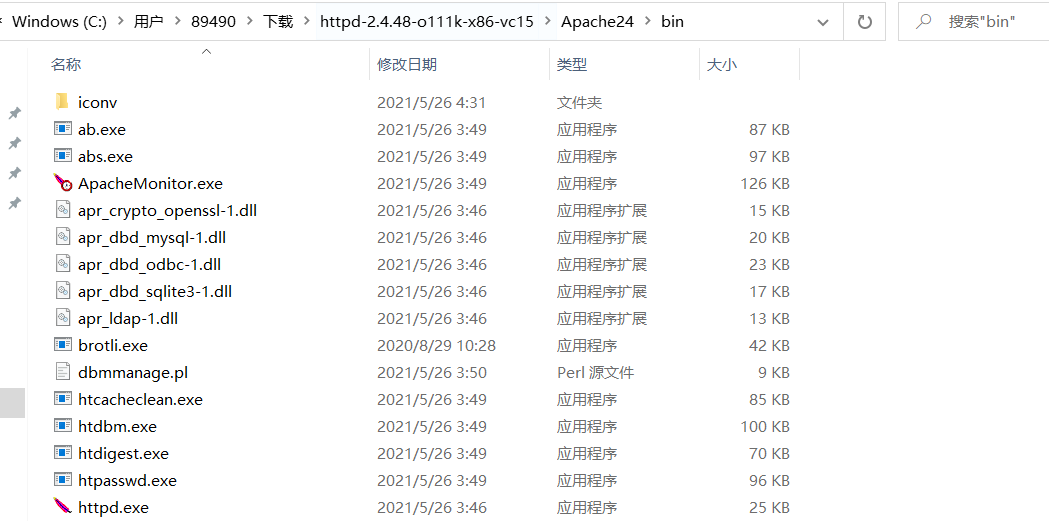 Windows (C:) > 用户 > 89490 > 下载 > httpd-2.4.48-o111k-x86-vc15 > Apache24 > bin 搜索"bin"
名称 修改日期 类型 大小
iconv 2021/5/26 4:31 文件夹
ab.exe 2021/5/26 3:49 应用程序 87 KB
abs.exe 2021/5/26 3:49 应用程序 97 KB
ApacheMonitor.exe 2021/5/26 3:49 应用程序 126 KB
apr_crypto_openssl-1.dll 2021/5/26 3:46 应用程序扩展 15 KB
apr_dbd_mysql-1.dll 2021/5/26 3:46 应用程序扩展 20 KB
apr_dbd_odbc-1.dll 2021/5/26 3:46 应用程序扩展 23 KB
apr_dbd_sqlite3-1.dll 2021/5/26 3:46 应用程序扩展 17 KB
apr_ldap-1.dll 2021/5/26 3:46 应用程序扩展 13 KB
brotli.exe 2020/8/29 10:28 应用程序 42 KB
dbmmanage.pl 2021/5/26 3:50 Perl 源文件 9 KB
htcacheclean.exe 2021/5/26 3:49 应用程序 85 KB
htdbm.exe 2021/5/26 3:49 应用程序 100 KB
htdigest.exe 2021/5/26 3:49 应用程序 70 KB
htpasswd.exe 2021/5/26 3:49 应用程序 96 KB
httpd.exe 2021/5/26 3:46 应用程序 25 KB